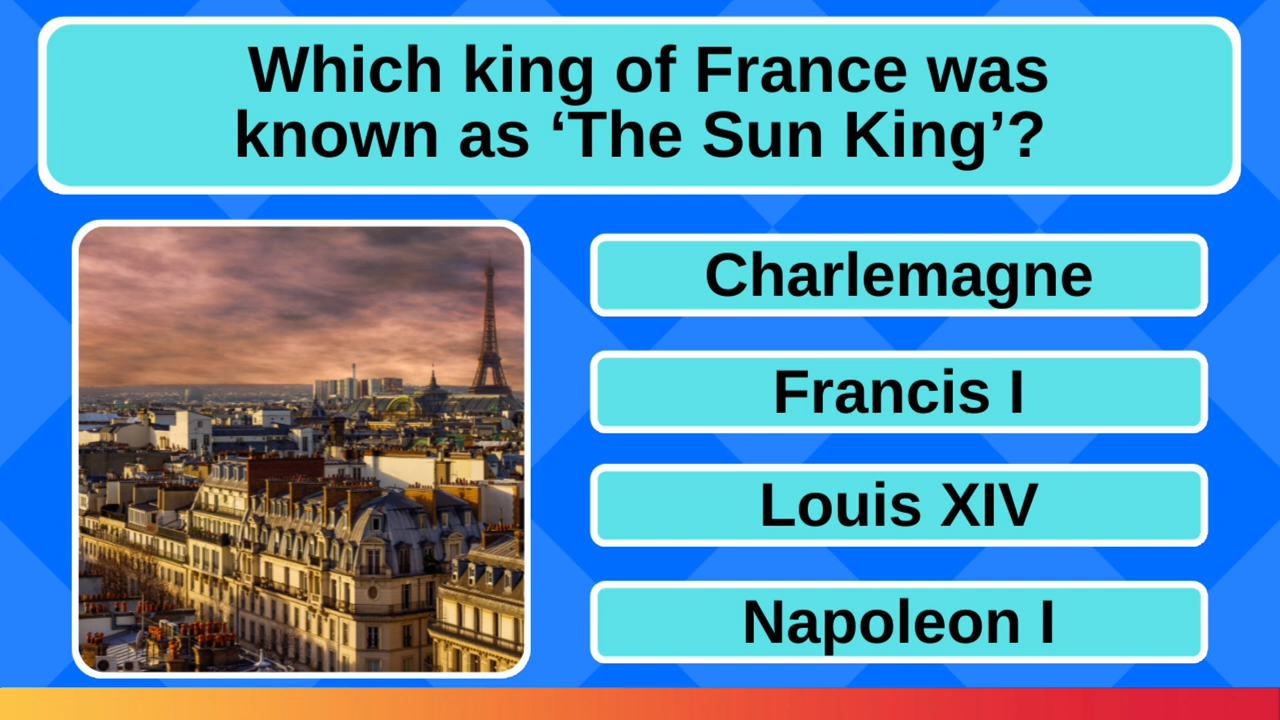 Which king of France was
known as ‘The Sun King’?
Charlemagne
Francis I
Louis XIV
Napoleon I